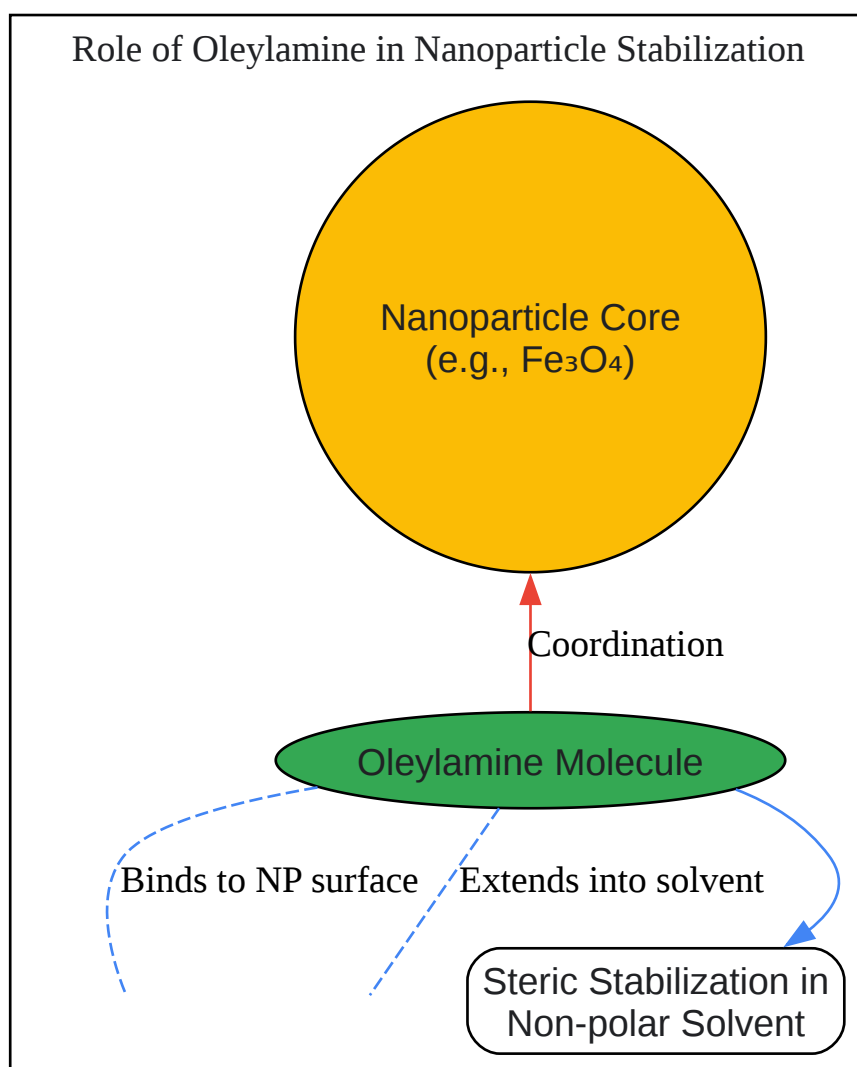 Role of Oleylamine in Nanoparticle Stabilization
Nanoparticle Core
(e.g., Fe₃O₄)
Coordination
Oleylamine Molecule
Binds to NP surface
Extends into solvent
Steric Stabilization in
Non-polar Solvent